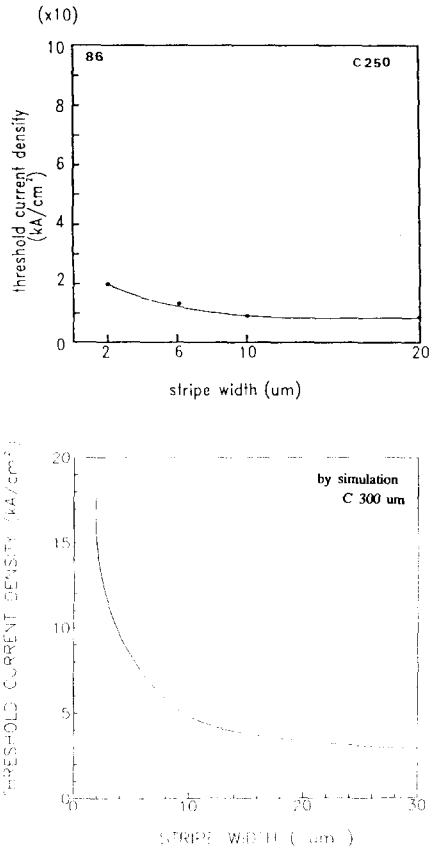 (x10)
86 C250
10
8
6
4
2
0
threshold current density
(kA/cm²)
2 6 10 20
stripe width (um)
20
15
10
5
0
by simulation
C 300 um
THRESHOLD CURRENT DENSITY (kA/cm²)
0 10 20 30
STRIPE WIDTH ( um )